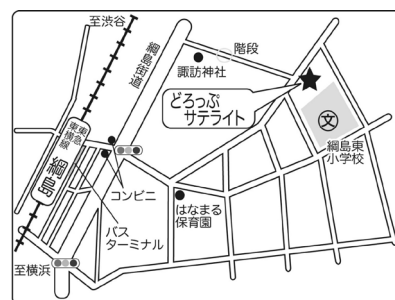 至渋谷
綱島街道
階段
諏訪神社
どろっぷ
サテライト
文
綱島東
小学校
東急
東横線
綱島
コンビニ
バス
ターミナル
はなまる
保育園
至横浜